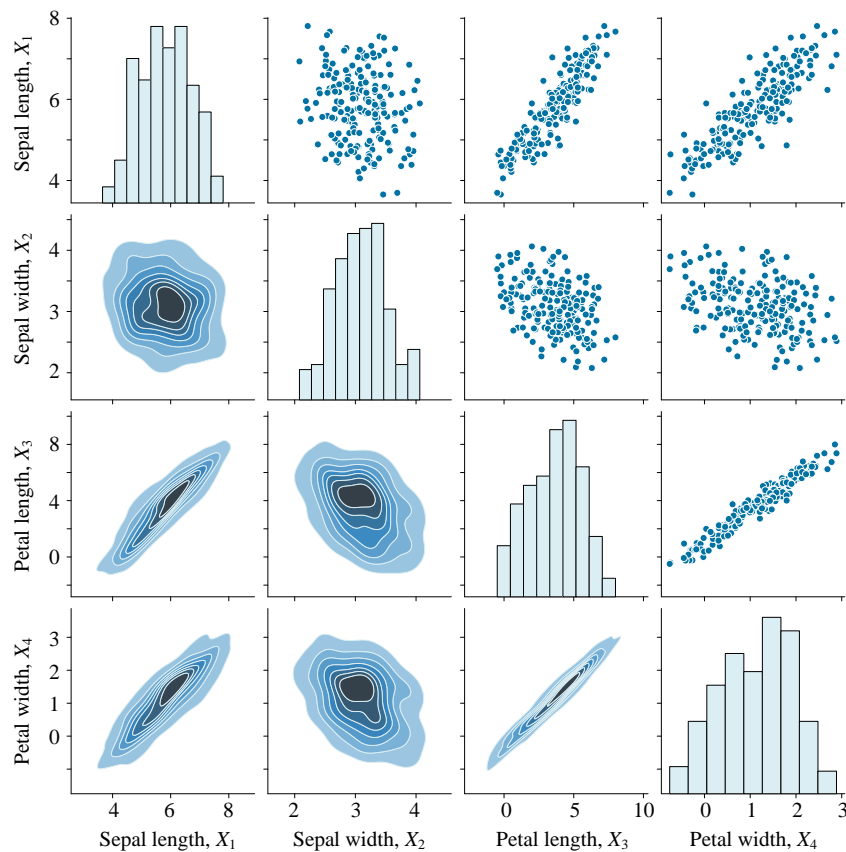 8
6
4
Sepal length, X1
4
3
2
Sepal width, X2
8
4
0
Petal length, X3
3
2
1
0
Petal width, X4
4 6 8
2 3 4
0 5 10
0 1 2 3
Sepal length, X1
Sepal width, X2
Petal length, X3
Petal width, X4